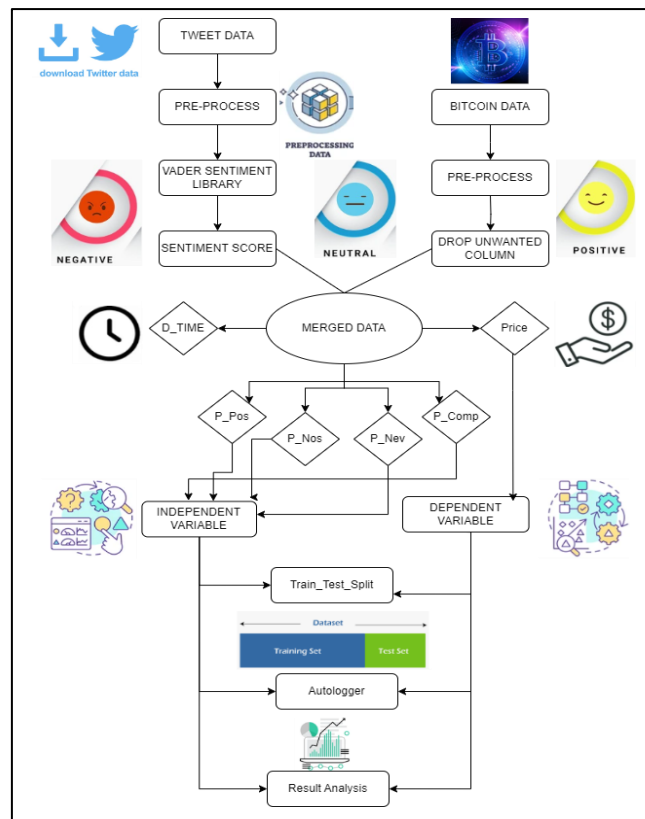 TWEET DATA
download Twitter data
PRE-PROCESS
BITCOIN DATA
PREPROCESSING
DATA
VADER SENTIMENT
LIBRARY
PRE-PROCESS
NEGATIVE
SENTIMENT SCORE
NEUTRAL
DROP UNWANTED
COLUMN
POSITIVE
D_TIME
MERGED DATA
Price
P_Pos
P_Nos
P_Nev
P_Comp
INDEPENDENT
VARIABLE
DEPENDENT
VARIABLE
Train_Test_Split
Dataset
Training Set
Test Set
Autologger
Result Analysis